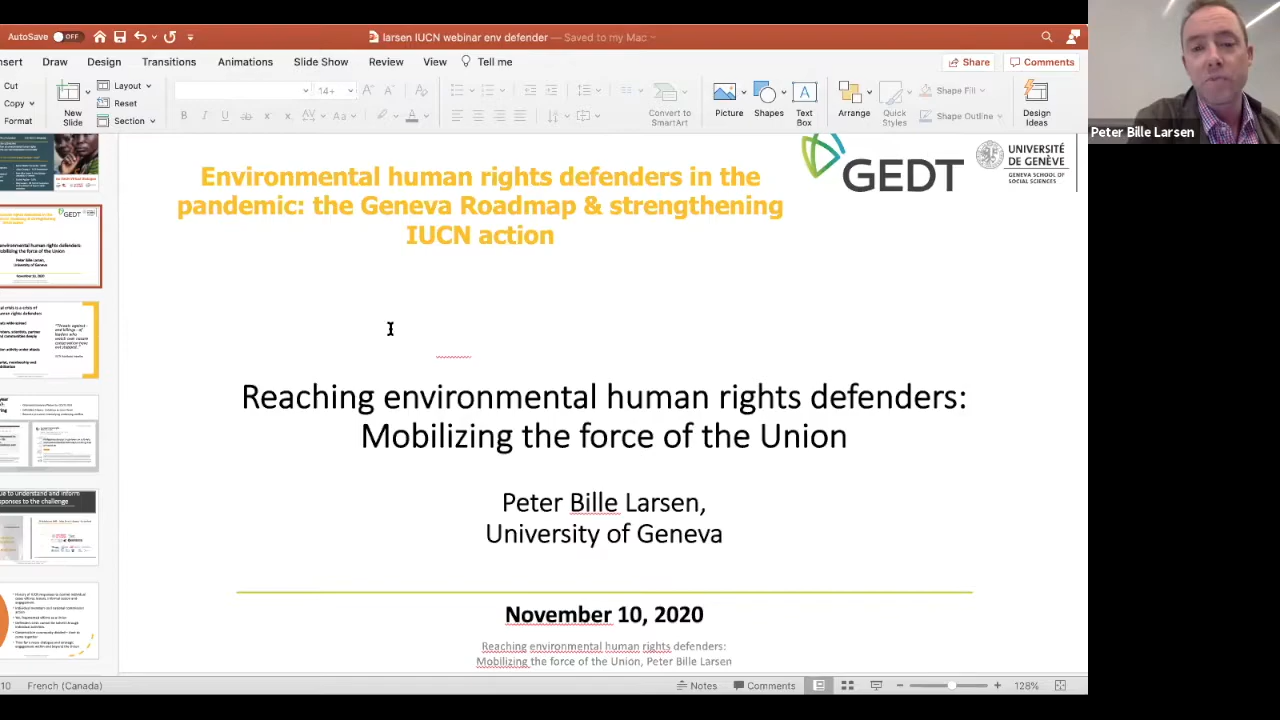 AutoSave OFF
larsen IUCN webinar env defender — Saved to my Mac
nsert Draw Design Transitions Animations Slide Show Review View Tell me
Share Comments
Cut
Copy
Format
New
Slide
Layout
Reset
Section
14+
Convert to
SmartArt
Picture
Shapes
Text
Box
Arrange
Quick
Styles
Shape Fill
Shape Outline
Design
Ideas
Peter Bille Larsen
GEDT
UNIVERSITÉ
DE GENÈVE
GENEVA SCHOOL OF
SOCIAL SCIENCES
Environmental human rights defenders in the
pandemic: the Geneva Roadmap & strengthening
IUCN action
Reaching environmental human rights defenders:
Mobilizing the force of the Union
Peter Bille Larsen,
University of Geneva
November 10, 2020
Reaching environmental human rights defenders:
Mobilizing the force of the Union, Peter Bille Larsen
10 French (Canada)
Notes Comments 128%